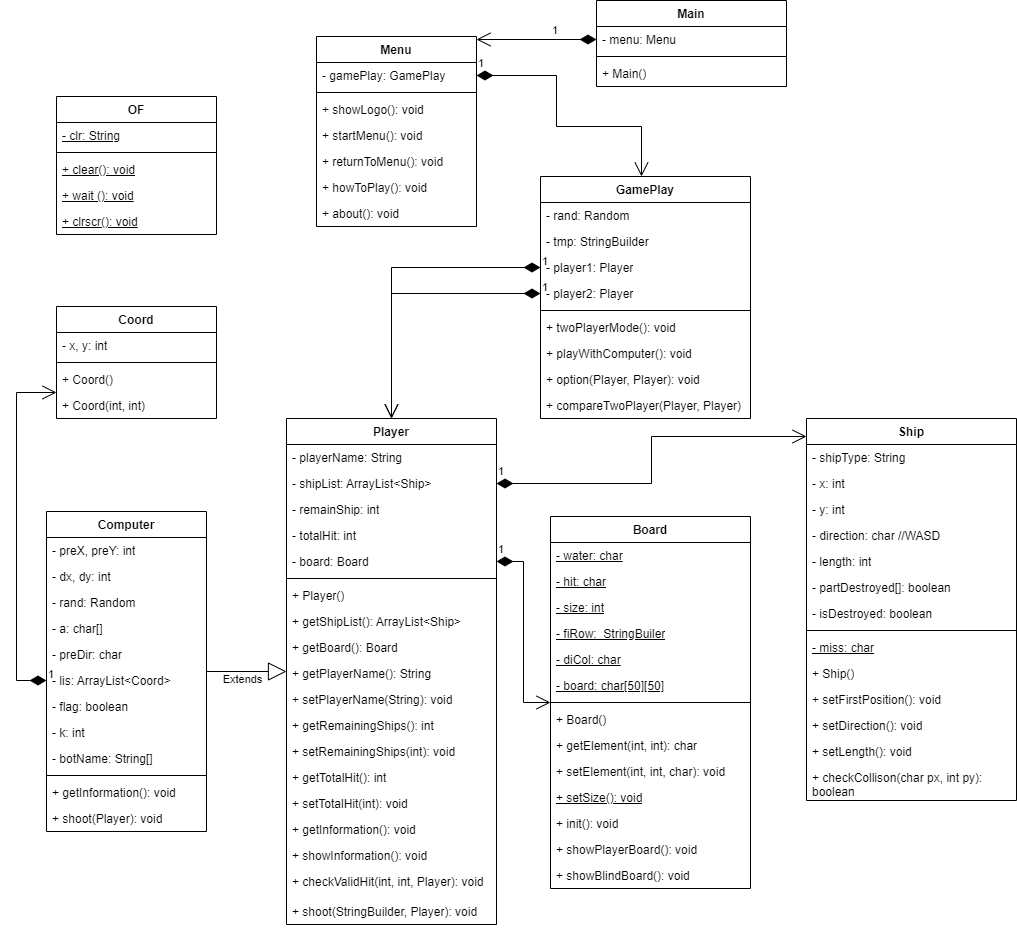 Main
- menu: Menu
+ Main()
1
Menu
- gamePlay: GamePlay
+ showLogo(): void
+ startMenu(): void
+ returnToMenu(): void
+ howToPlay(): void
+ about(): void
1
OF
- clr: String
+ clear(): void
+ wait (): void
+ clrscr(): void
GamePlay
- rand: Random
- tmp: StringBuilder
- player1: Player
- player2: Player
+ twoPlayerMode(): void
+ playWithComputer(): void
+ option(Player, Player): void
+ compareTwoPlayer(Player, Player)
1
1
Coord
- x, y: int
+ Coord()
+ Coord(int, int)
Player
- playerName: String
- shipList: ArrayList<Ship>
- remainShip: int
- totalHit: int
- board: Board
+ Player()
+ getShipList(): ArrayList<Ship>
+ getBoard(): Board
+ getPlayerName(): String
+ setPlayerName(String): void
+ getRemainingShips(): int
+ setRemainingShips(int): void
+ getTotalHit(): int
+ setTotalHit(int): void
+ getInformation(): void
+ showInformation(): void
+ checkValidHit(int, int, Player): void
+ shoot(StringBuilder, Player): void
1
1
Ship
- shipType: String
- x: int
- y: int
- direction: char //WASD
- length: int
- partDestroyed[]: boolean
- isDestroyed: boolean
- miss: char
+ Ship()
+ setFirstPosition(): void
+ setDirection(): void
+ setLength(): void
+ checkCollison(char px, int py):
boolean
Computer
- preX, preY: int
- dx, dy: int
- rand: Random
- a: char[]
- preDir: char
- lis: ArrayList<Coord>
- flag: boolean
- k: int
- botName: String[]
+ getInformation(): void
+ shoot(Player): void
1
Extends
Board
- water: char
- hit: char
- size: int
- fiRow:  StringBuiler
- diCol: char
- board: char[50][50]
+ Board()
+ getElement(int, int): char
+ setElement(int, int, char): void
+ setSize(): void
+ init(): void
+ showPlayerBoard(): void
+ showBlindBoard(): void